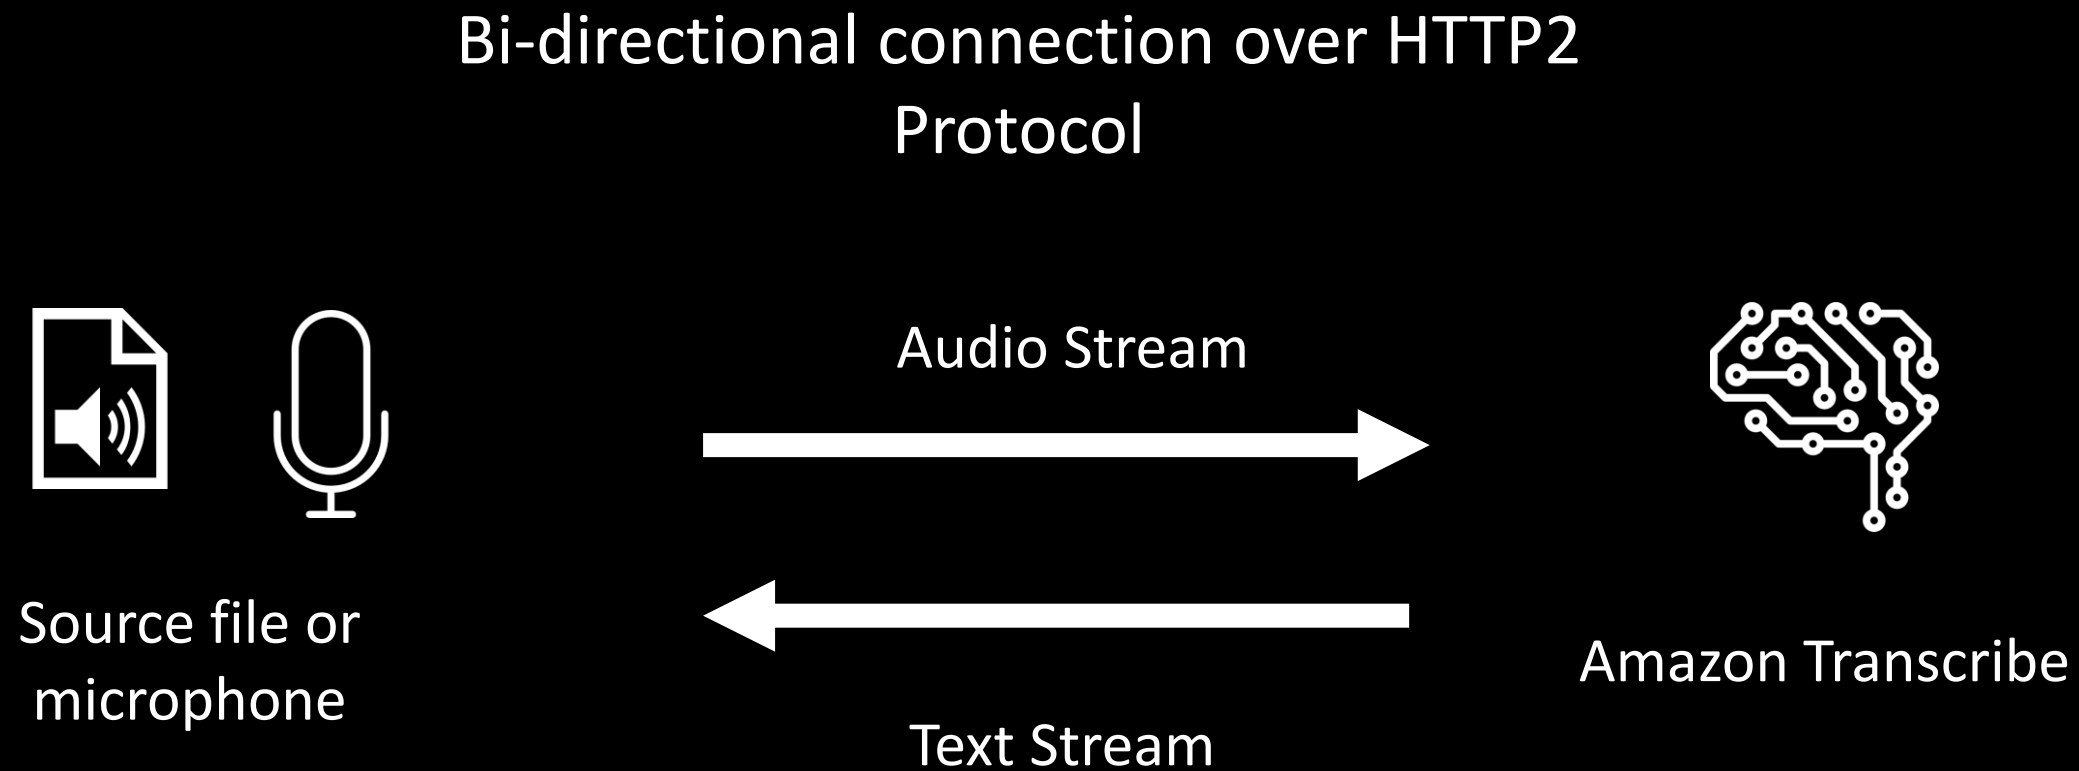 Bi-directional connection over HTTP2
Protocol
Audio Stream
Source file or
microphone
Amazon Transcribe
Text Stream